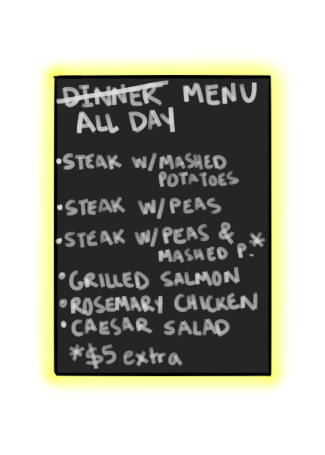 DINNER MENU
ALL DAY
•STEAK W/MASHED
POTATOES
•STEAK W/PEAS
•STEAK W/PEAS &
MASHED P.*
•GRILLED SALMON
•ROSEMARY CHICKEN
•CAESAR SALAD
*$5 extra